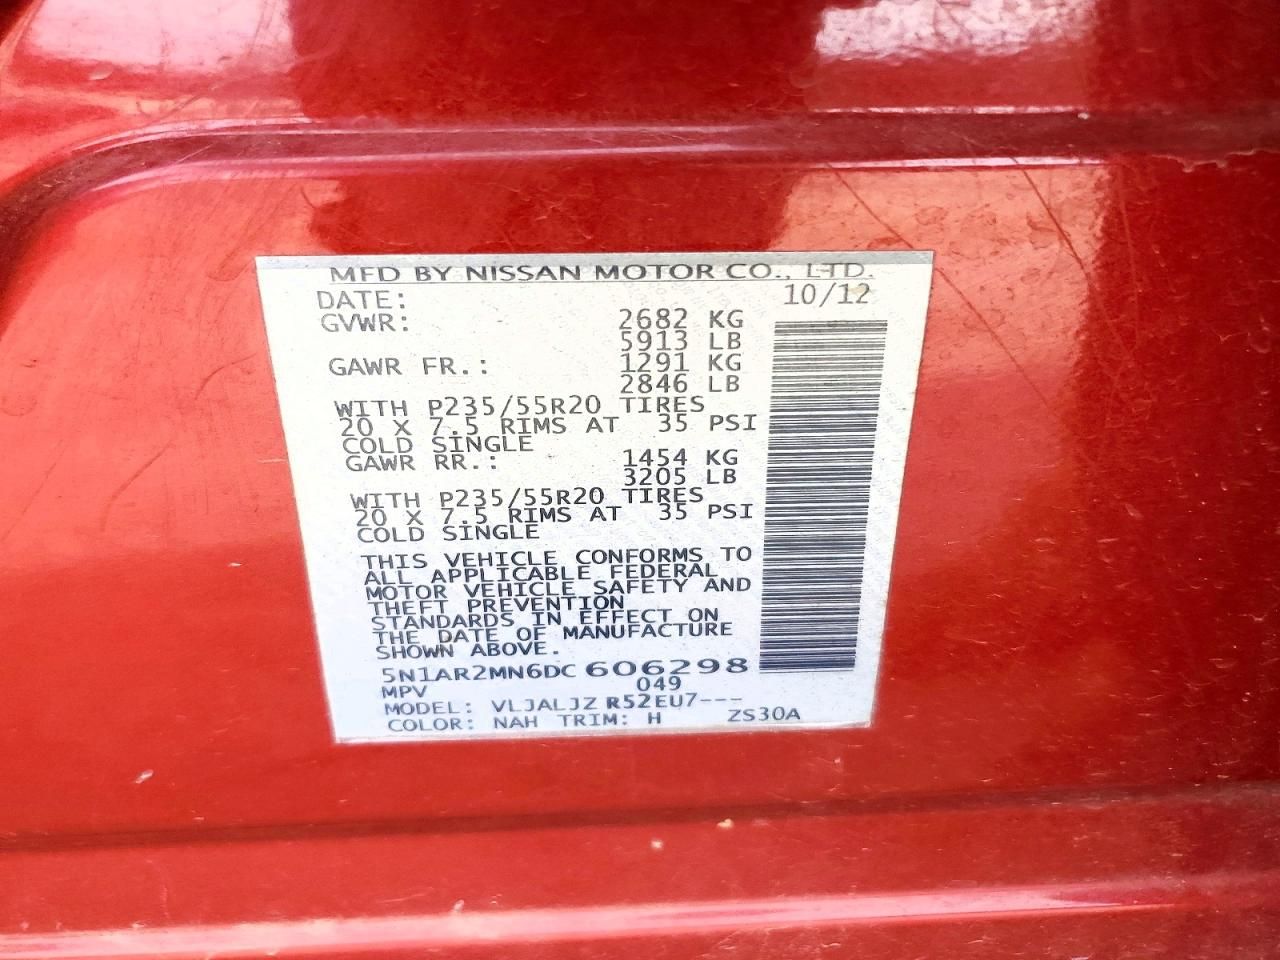 MFD BY NISSAN MOTOR CO., LTD.
DATE: 10/12
GVWR: 2682 KG
5913 LB
GAWR FR.: 1291 KG
2846 LB
WITH P235/55R20 TIRES
20 X 7.5 RIMS AT 35 PSI
COLD SINGLE
GAWR RR.: 1454 KG
3205 LB
WITH P235/55R20 TIRES
20 X 7.5 RIMS AT 35 PSI
COLD SINGLE
THIS VEHICLE CONFORMS TO
ALL APPLICABLE FEDERAL
MOTOR VEHICLE SAFETY AND
THEFT PREVENTION
STANDARDS IN EFFECT ON
THE DATE OF MANUFACTURE
SHOWN ABOVE.
5N1AR2MN6DC 606298
MPV 049
MODEL: VLJALJZ R52EU7---
COLOR: NAH TRIM: H ZS30A